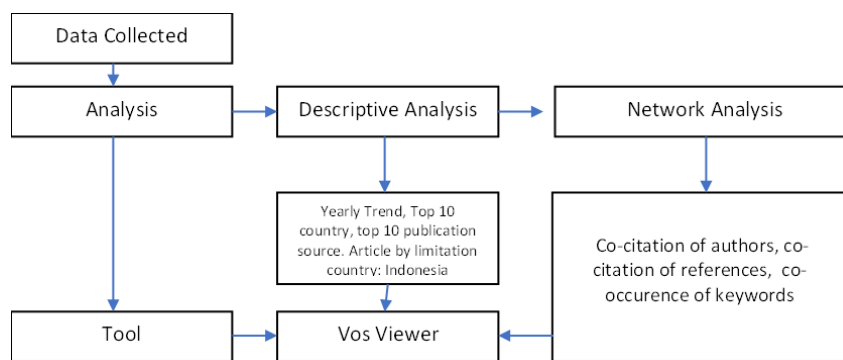 Data Collected
Analysis
Descriptive Analysis
Network Analysis
Yearly Trend, Top 10
country, top 10 publication
source. Article by limitation
country: Indonesia
Co-citation of authors, co-
citation of references,  co-
occurence of keywords
Tool
Vos Viewer